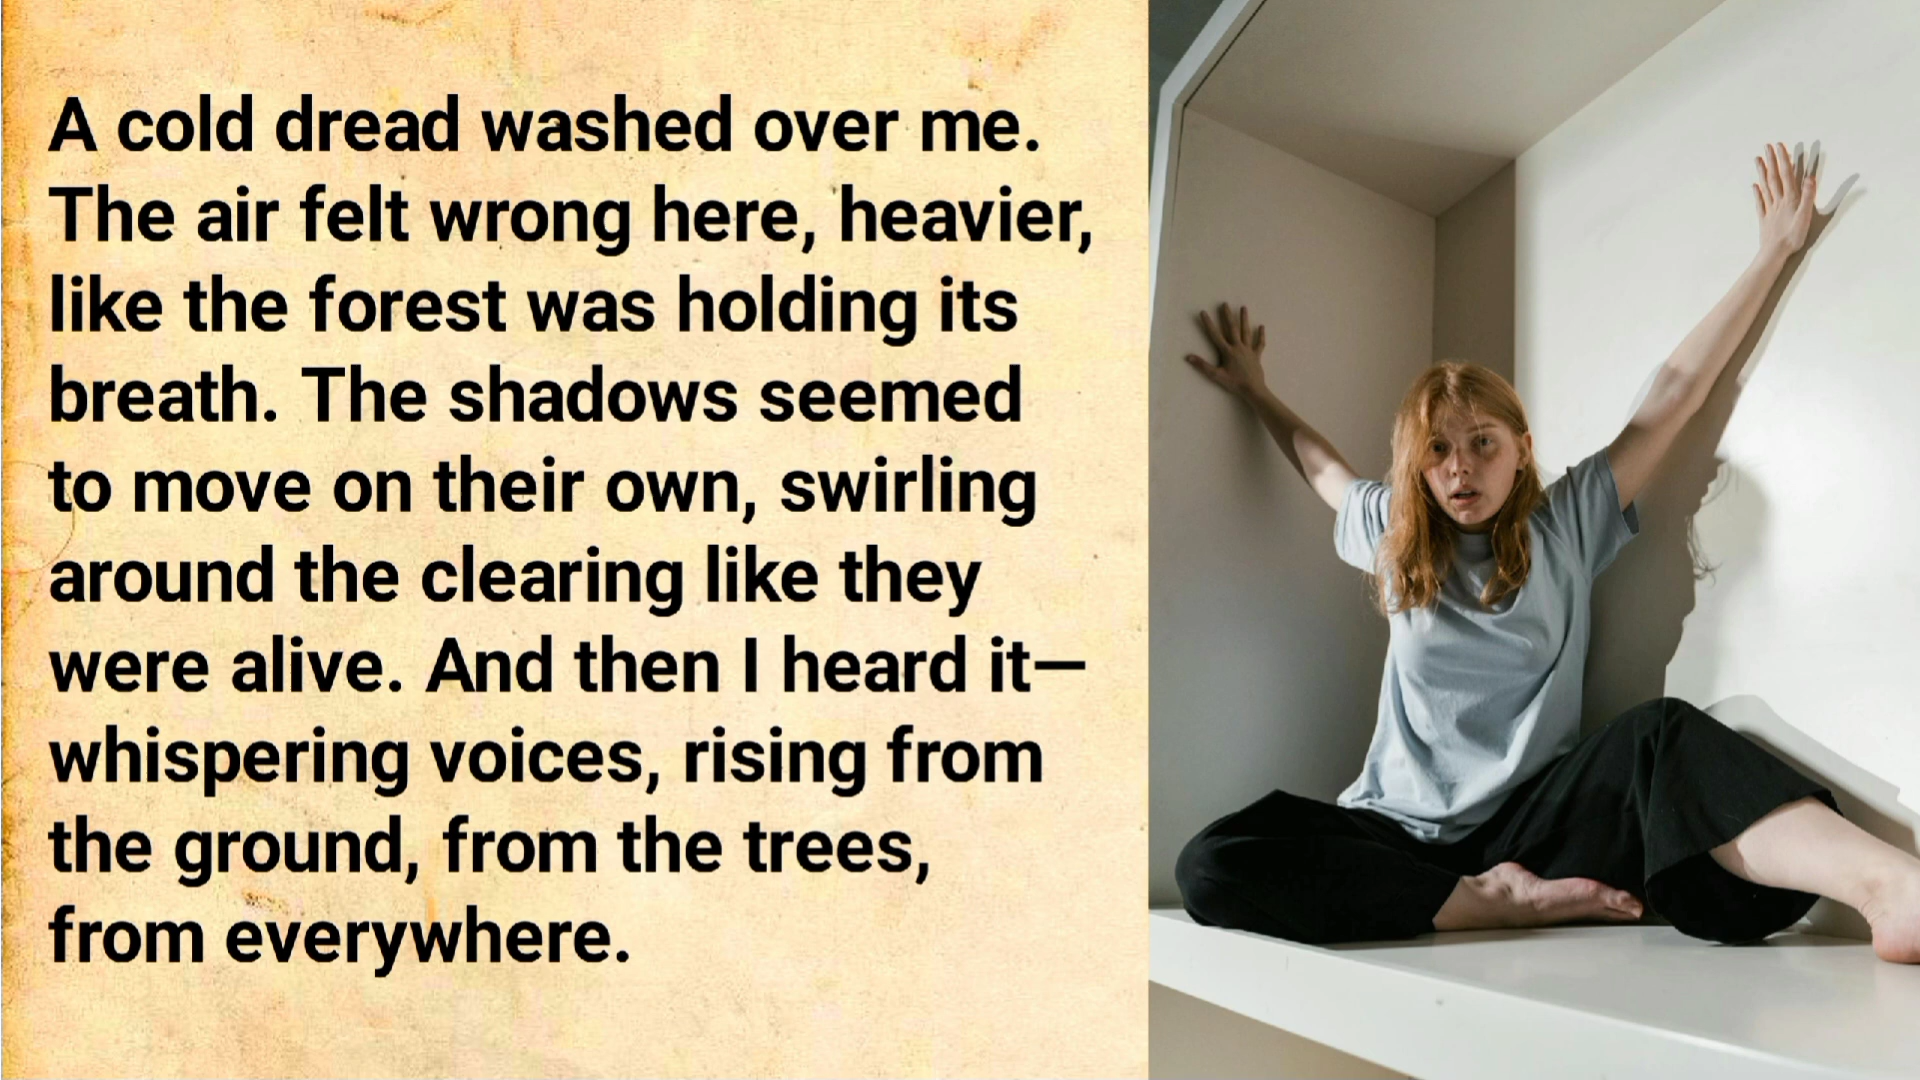 A cold dread washed over me.
The air felt wrong here, heavier,
like the forest was holding its
breath. The shadows seemed
to move on their own, swirling
around the clearing like they
were alive. And then I heard it—
whispering voices, rising from
the ground, from the trees,
from everywhere.